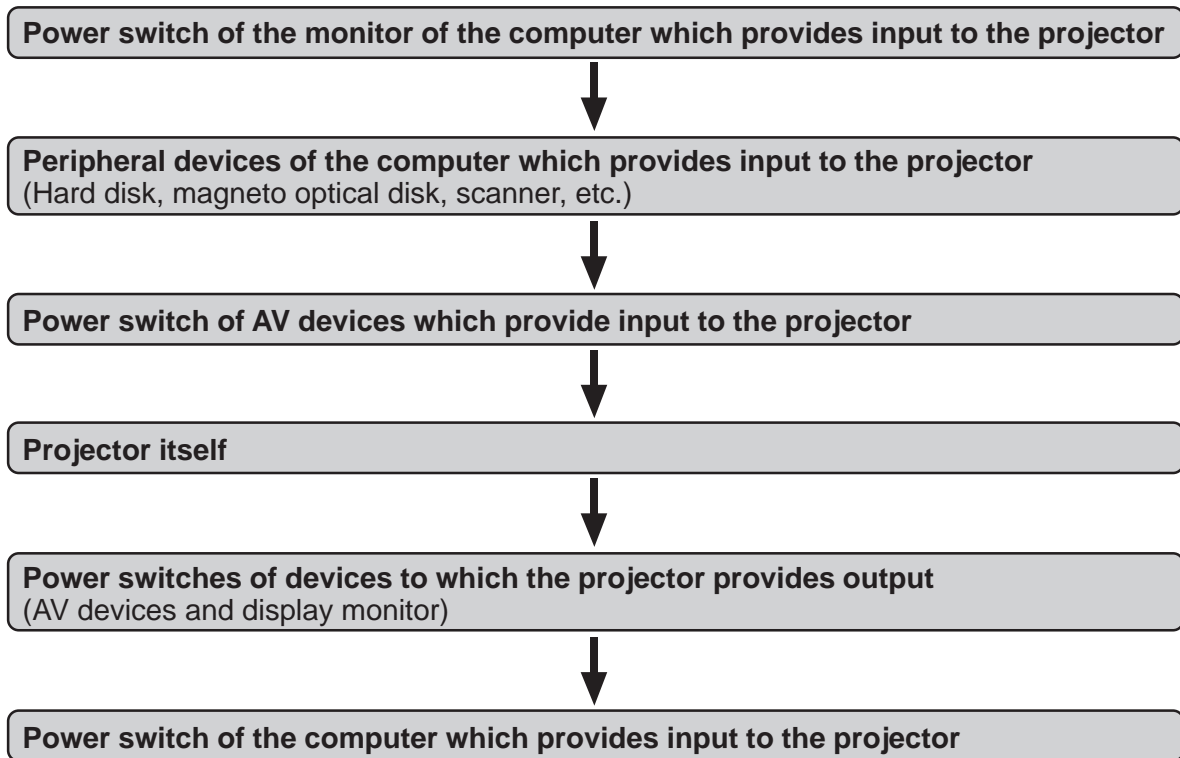 Power switch of the monitor of the computer which provides input to the projector
Peripheral devices of the computer which provides input to the projector
(Hard disk, magneto optical disk, scanner, etc.)
Power switch of AV devices which provide input to the projector
Projector itself
Power switches of devices to which the projector provides output
(AV devices and display monitor)
Power switch of the computer which provides input to the projector